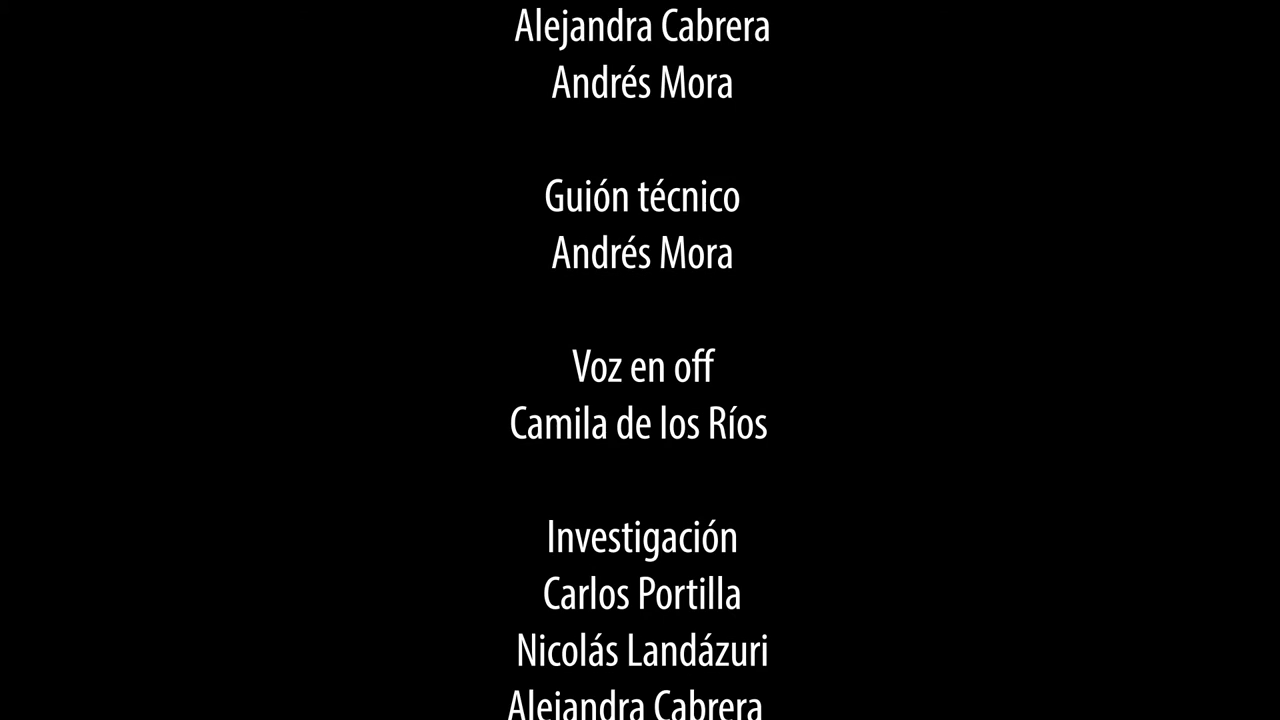 Alejandra Cabrera
Andrés Mora
Guión técnico
Andrés Mora
Voz en off
Camila de los Ríos
Investigación
Carlos Portilla
Nicolás Landázuri
Alejandra Cabrera